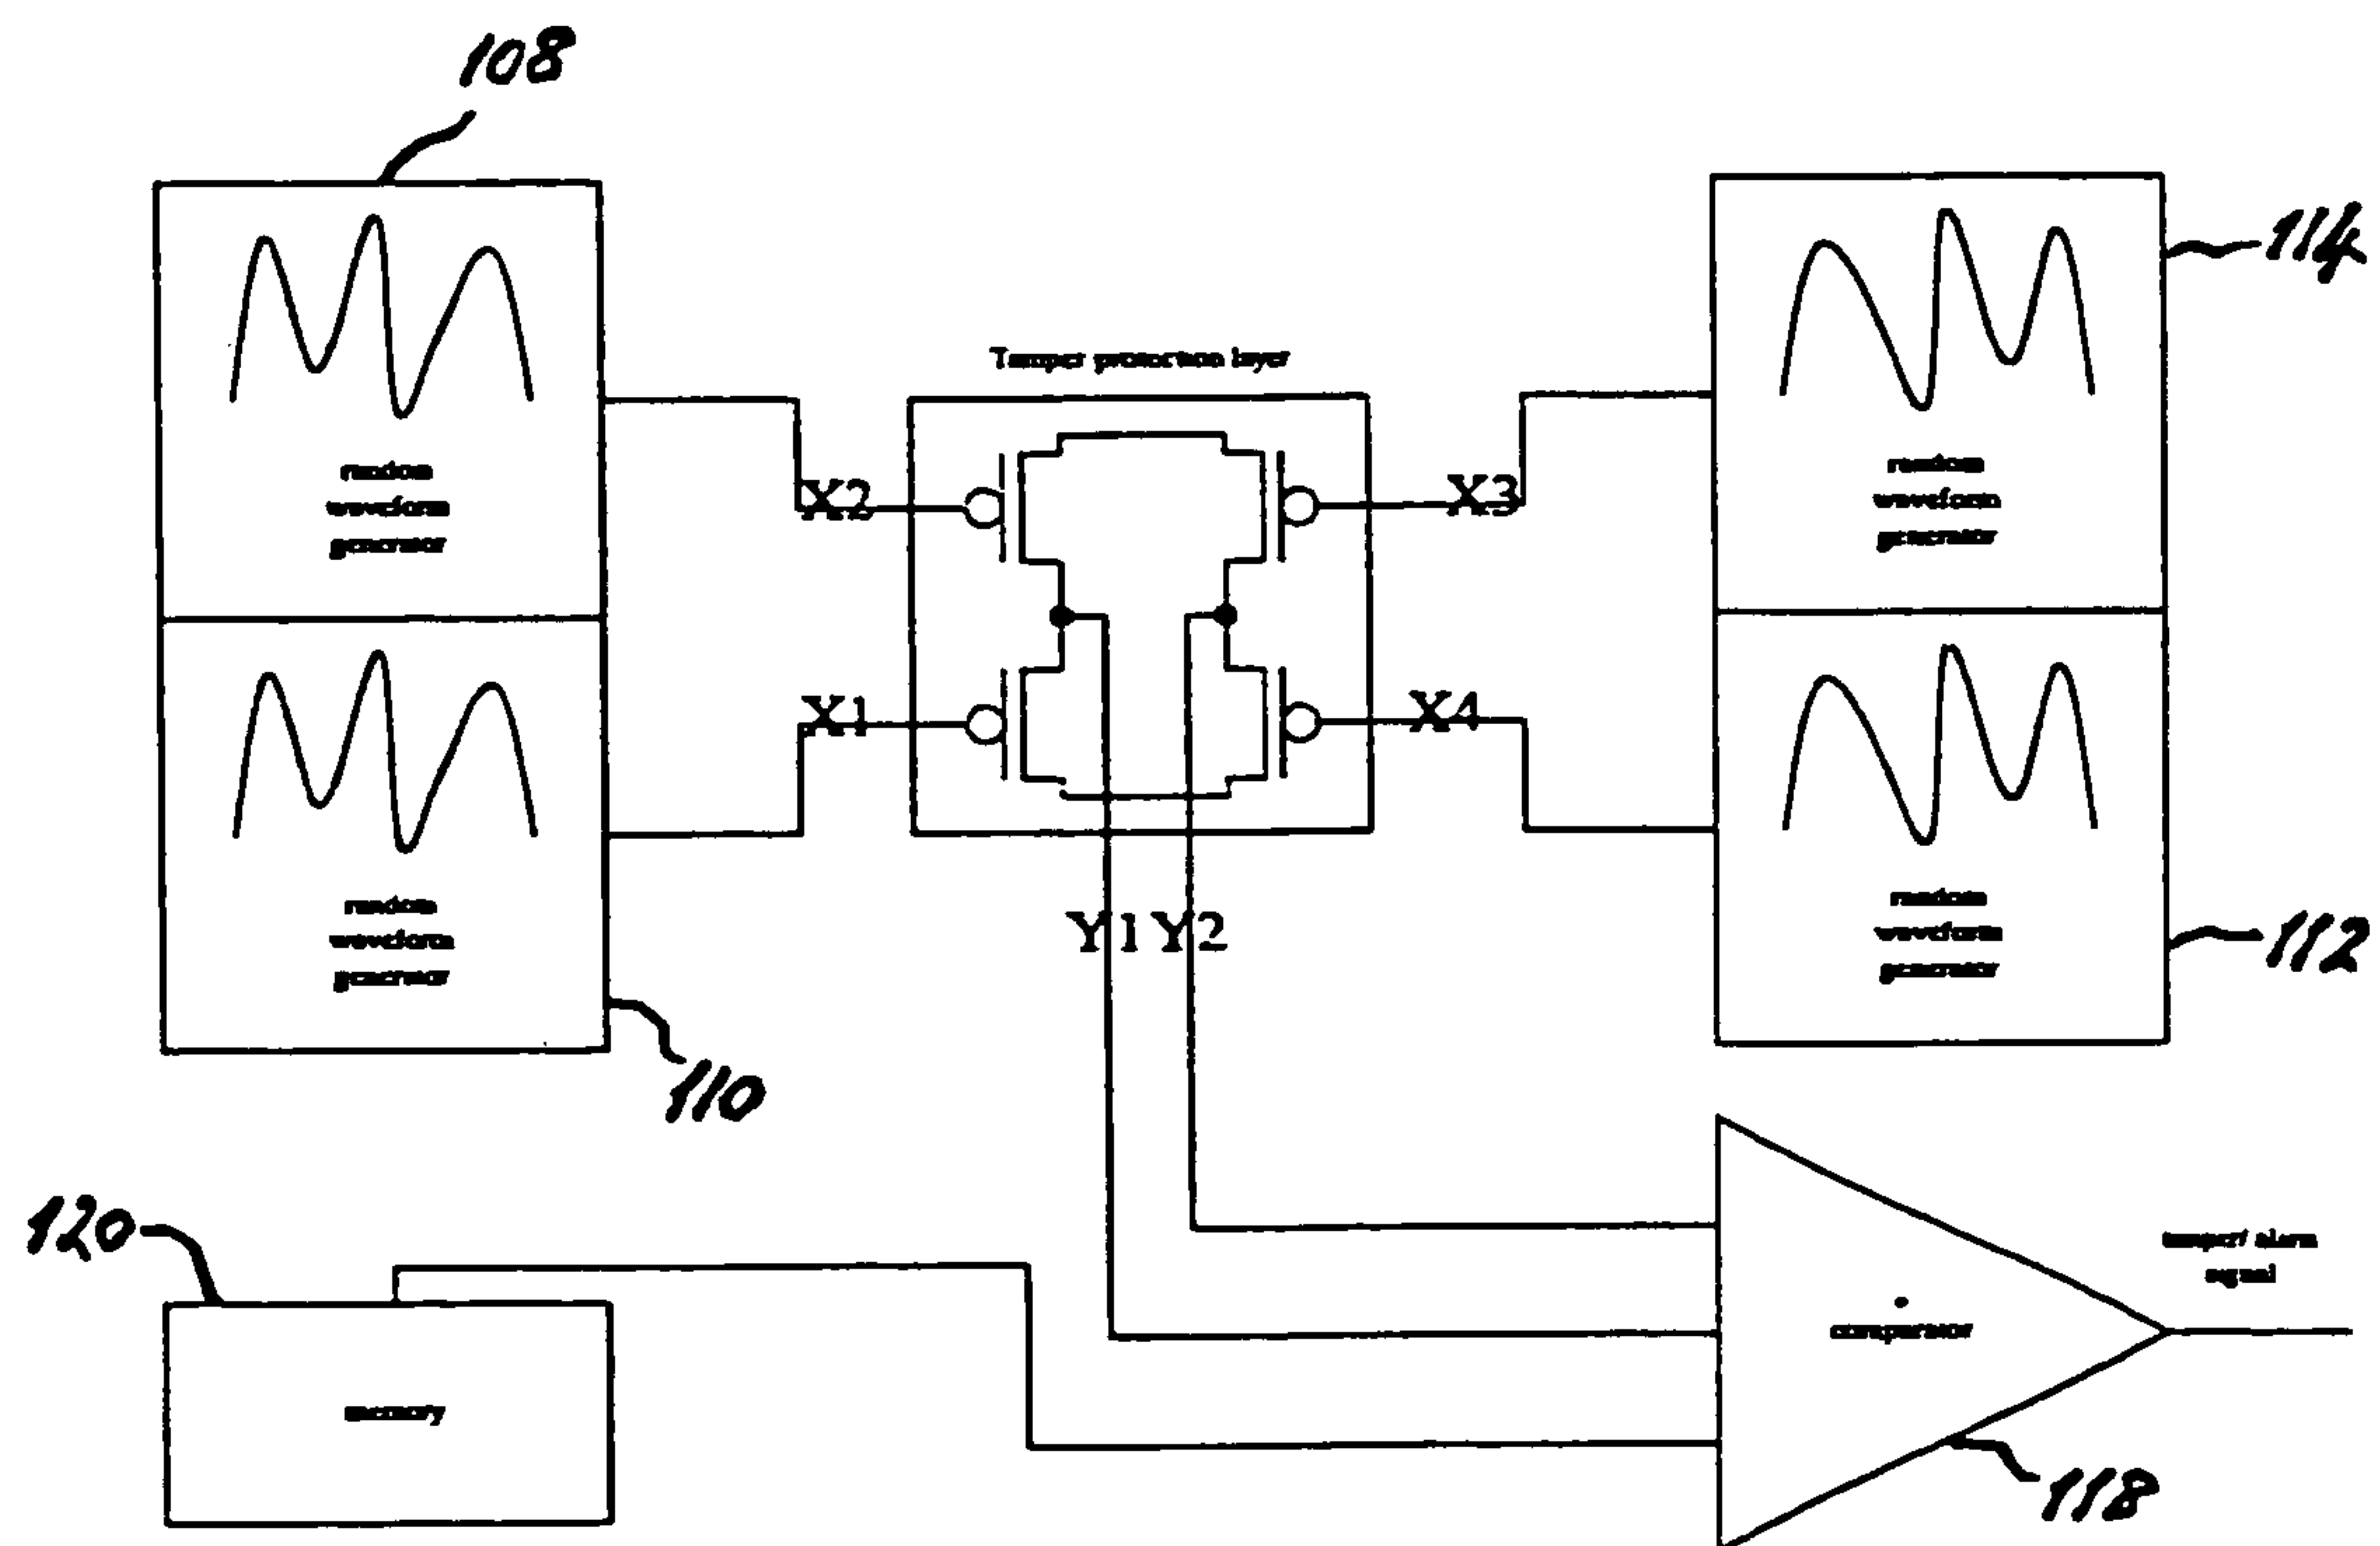 108
114
random
waveform
generator
Tamper protection layer
random
waveform
generator
X2
X3
X1
X4
random
waveform
generator
Y1 Y2
random
waveform
generator
112
110
120
tamper/ alarm
signal
comparator
memory
118